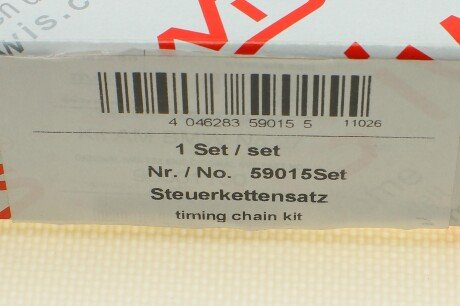 4 046283 59015 5 11026
1 Set / set
Nr. / No. 59015Set
Steuerkettensatz
timing chain kit